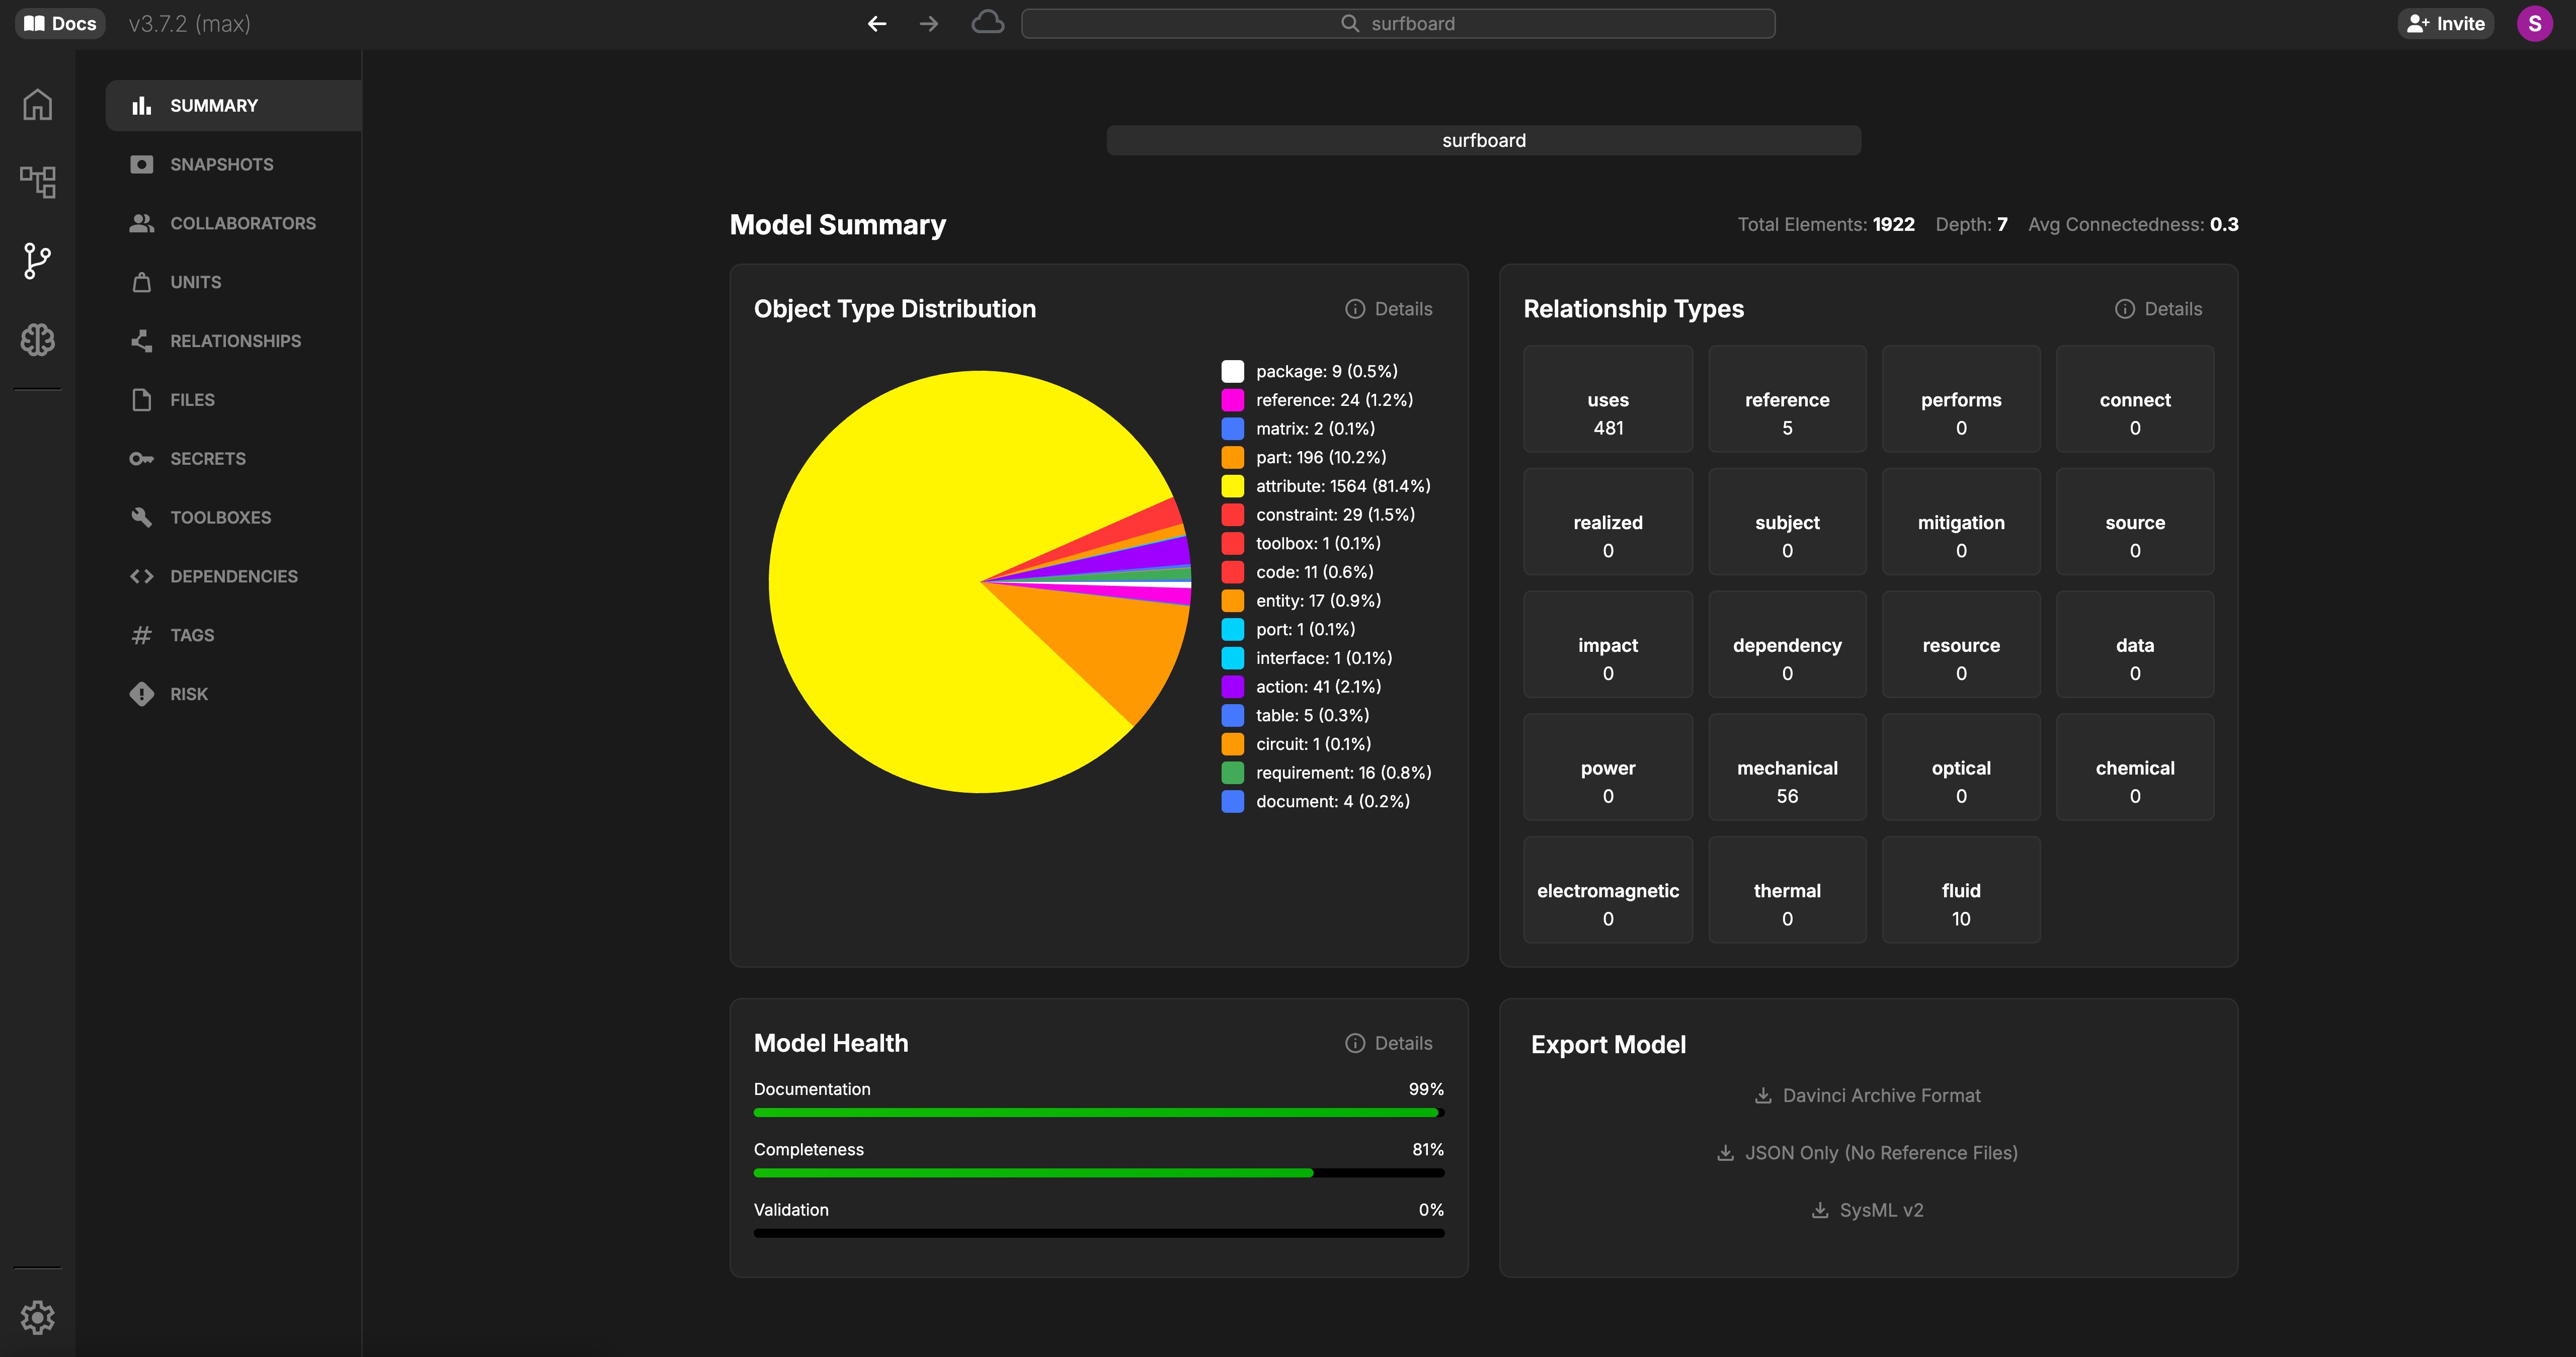 Docs v3.7.2 (max) surfboard Invite S
SUMMARY
SNAPSHOTS
COLLABORATORS
UNITS
RELATIONSHIPS
FILES
SECRETS
TOOLBOXES
DEPENDENCIES
TAGS
RISK
surfboard
Model Summary Total Elements: 1922 Depth: 7 Avg Connectedness: 0.3
Object Type Distribution Details
package: 9 (0.5%)
reference: 24 (1.2%)
matrix: 2 (0.1%)
part: 196 (10.2%)
attribute: 1564 (81.4%)
constraint: 29 (1.5%)
toolbox: 1 (0.1%)
code: 11 (0.6%)
entity: 17 (0.9%)
port: 1 (0.1%)
interface: 1 (0.1%)
action: 41 (2.1%)
table: 5 (0.3%)
circuit: 1 (0.1%)
requirement: 16 (0.8%)
document: 4 (0.2%)
Relationship Types Details
uses reference performs connect
481 5 0 0
realized subject mitigation source
0 0 0 0
impact dependency resource data
0 0 0 0
power mechanical optical chemical
0 56 0 0
electromagnetic thermal fluid
0 0 10
Model Health Details
Documentation 99%
Completeness 81%
Validation 0%
Export Model
Davinci Archive Format
JSON Only (No Reference Files)
SysML v2